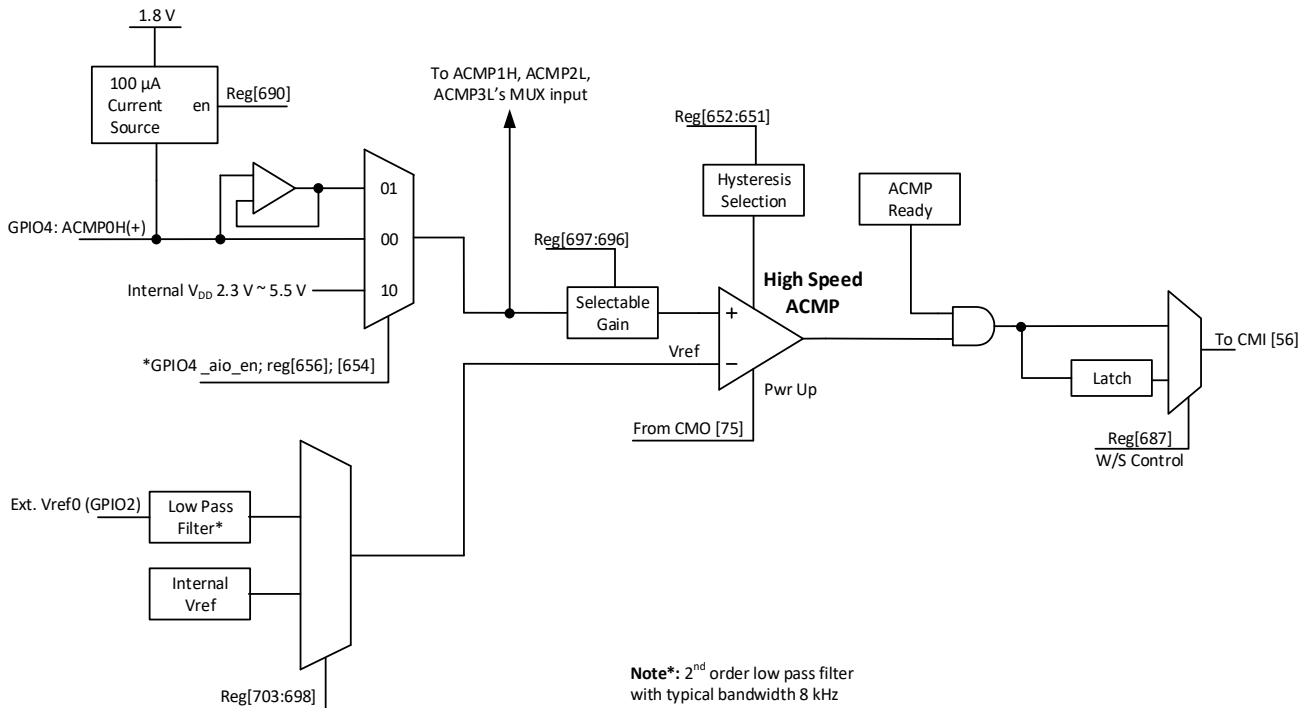 1.8 V
100 µA
Current
Source
en
Reg[690]
To ACMP1H, ACMP2L,
ACMP3L's MUX input
Reg[652:651]
Hysteresis
Selection
ACMP
Ready
01
GPIO4: ACMP0H(+)
00
Reg[697:696]
High Speed
ACMP
Internal VDD 2.3 V ~ 5.5 V
10
Selectable
Gain
+
To CMI [56]
*GPIO4 _aio_en; reg[656]; [654]
Vref
−
Latch
Pwr Up
From CMO [75]
Reg[687]
W/S Control
Ext. Vref0 (GPIO2)
Low Pass
Filter*
Internal
Vref
Note*: 2nd order low pass filter
with typical bandwidth 8 kHz
Reg[703:698]